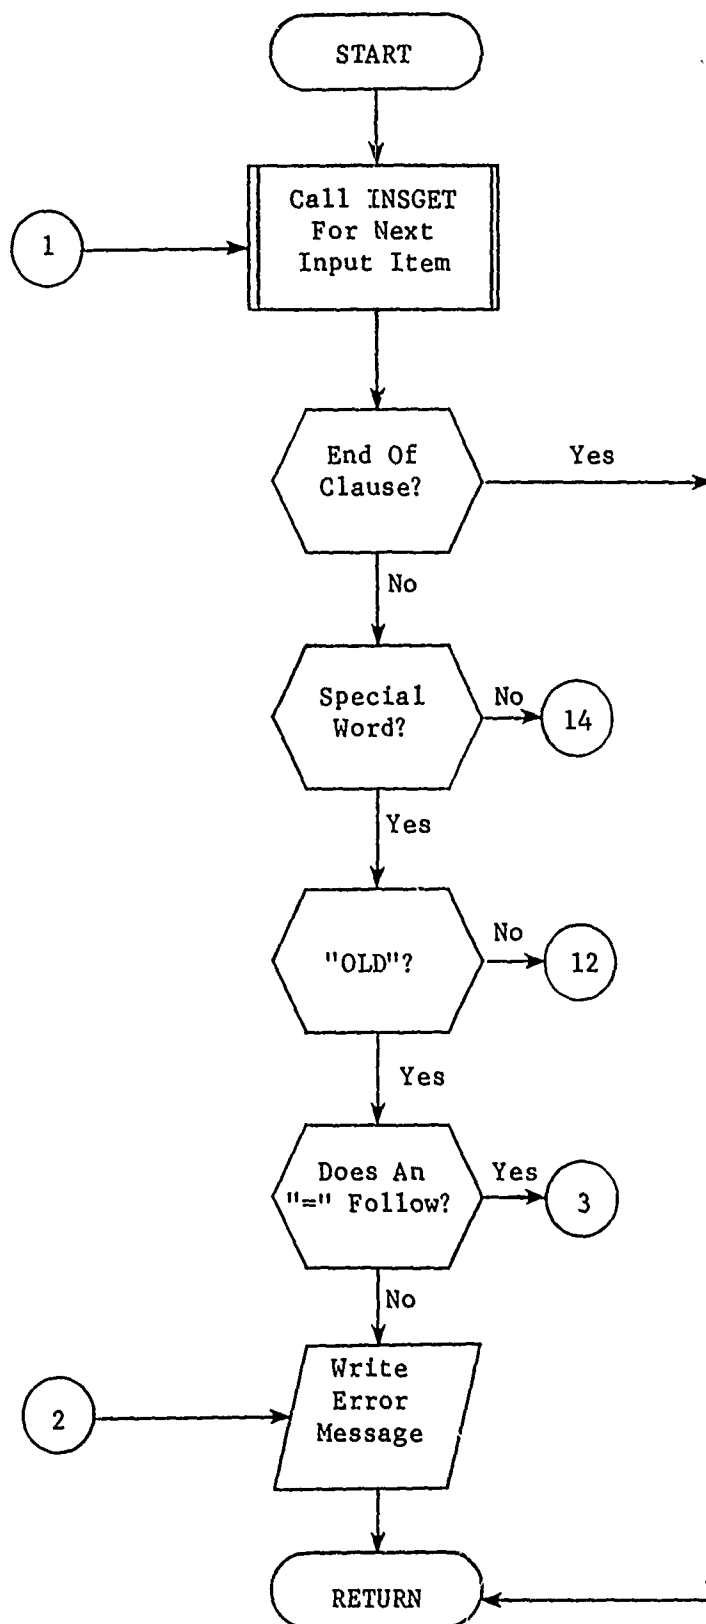 START
Call INSGET
For Next
Input Item
1
End Of
Clause?
Yes
No
Special
Word?
No
14
Yes
"OLD"?
No
12
Yes
Does An
"=" Follow?
Yes
3
No
Write
Error
Message
2
RETURN